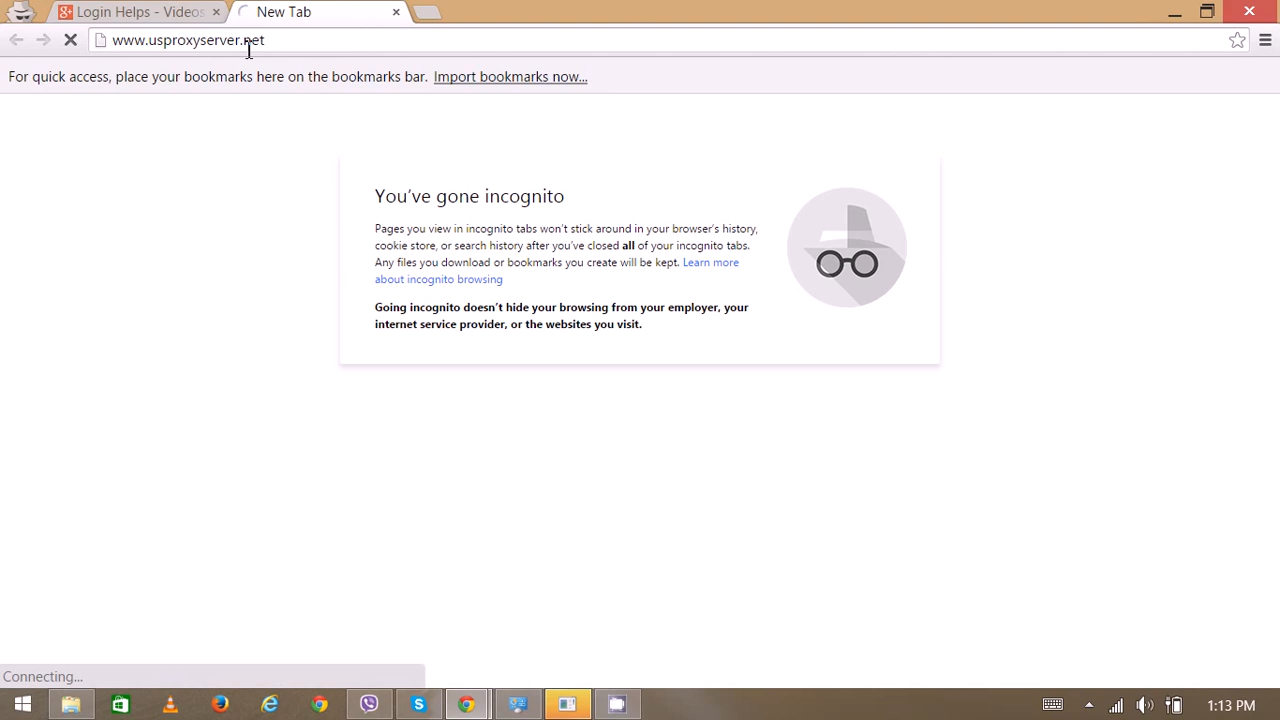 Login Helps - Videos
New Tab
www.usproxyserver.net
For quick access, place your bookmarks here on the bookmarks bar. Import bookmarks now...
You've gone incognito
Pages you view in incognito tabs won't stick around in your browser's history,
cookie store, or search history after you've closed all of your incognito tabs.
Any files you download or bookmarks you create will be kept. Learn more
about incognito browsing
Going incognito doesn't hide your browsing from your employer, your
internet service provider, or the websites you visit.
Connecting...
1:13 PM